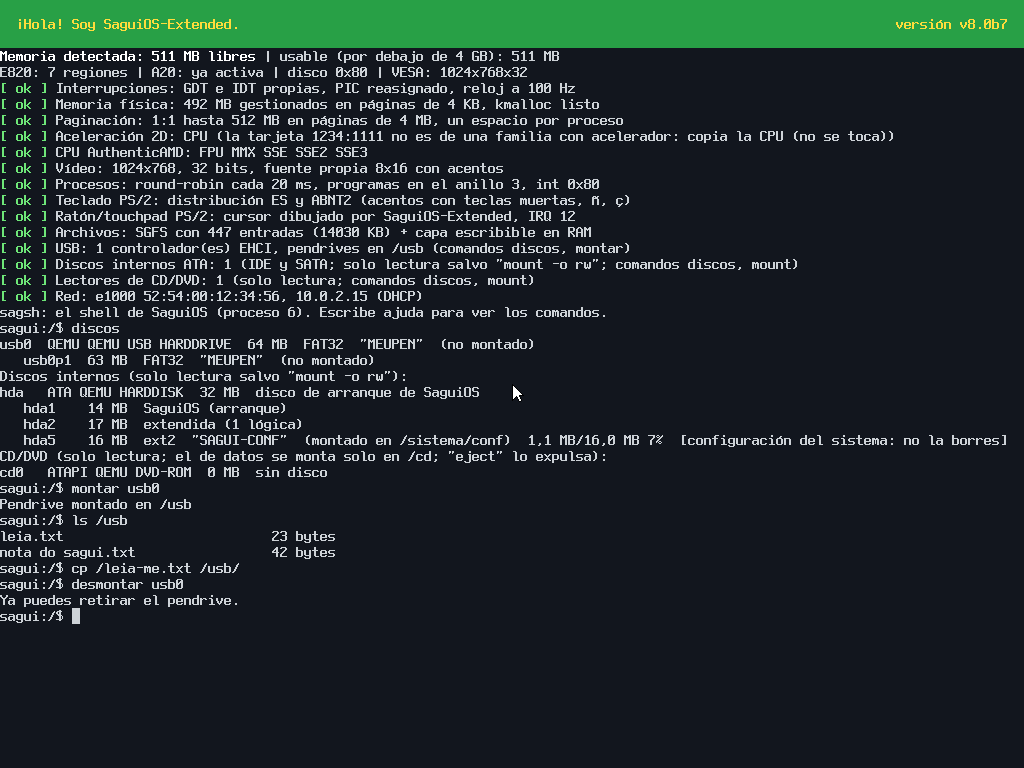 ¡Hola! Soy SaguiOS-Extended. versión v8.0b7
Memoria detectada: 511 MB libres | usable (por debajo de 4 GB): 511 MB
E820: 7 regiones | A20: ya activa | disco 0x80 | VESA: 1024x768x32
[ ok ] Interrupciones: GDT e IDT propias, PIC reasignado, reloj a 100 Hz
[ ok ] Memoria física: 492 MB gestionados en páginas de 4 KB, kmalloc listo
[ ok ] Paginación: 1:1 hasta 512 MB en páginas de 4 MB, un espacio por proceso
[ ok ] Aceleración 2D: CPU (la tarjeta 1234:1111 no es de una familia con acelerador: copia la CPU (no se toca))
[ ok ] CPU AuthenticAMD: FPU MMX SSE SSE2 SSE3
[ ok ] Vídeo: 1024x768, 32 bits, fuente propia 8x16 con acentos
[ ok ] Procesos: round-robin cada 20 ms, programas en el anillo 3, int 0x80
[ ok ] Teclado PS/2: distribución ES y ABNT2 (acentos con teclas muertas, ñ, ç)
[ ok ] Ratón/touchpad PS/2: cursor dibujado por SaguiOS-Extended, IRQ 12
[ ok ] Archivos: SGFS con 447 entradas (14030 KB) + capa escribible en RAM
[ ok ] USB: 1 controlador(es) EHCI, pendrives en /usb (comandos discos, montar)
[ ok ] Discos internos ATA: 1 (IDE y SATA; solo lectura salvo "mount -o rw"; comandos discos, mount)
[ ok ] Lectores de CD/DVD: 1 (solo lectura; comandos discos, mount)
[ ok ] Red: e1000 52:54:00:12:34:56, 10.0.2.15 (DHCP)
sagsh: el shell de SaguiOS (proceso 6). Escribe ayuda para ver los comandos.
sagui:/$ discos
usb0  QEMU QEMU USB HARDDRIVE  64 MB  FAT32  "MEUPEN"  (no montado)
   usb0p1  63 MB  FAT32  "MEUPEN"  (no montado)
Discos internos (solo lectura salvo "mount -o rw"):
hda   ATA QEMU HARDDISK  32 MB  disco de arranque de SaguiOS
   hda1    14 MB  SaguiOS (arranque)
   hda2    17 MB  extendida (1 lógica)
   hda5    16 MB  ext2  "SAGUI-CONF"  (montado en /sistema/conf)  1,1 MB/16,0 MB 7%  [configuración del sistema: no la borres]
CD/DVD (solo lectura; el de datos se monta solo en /cd; "eject" lo expulsa):
cd0   ATAPI QEMU DVD-ROM  0 MB  sin disco
sagui:/$ montar usb0
Pendrive montado en /usb
sagui:/$ ls /usb
leia.txt                          23 bytes
nota do sagui.txt                 42 bytes
sagui:/$ cp /leia-me.txt /usb/
sagui:/$ desmontar usb0
Ya puedes retirar el pendrive.
sagui:/$